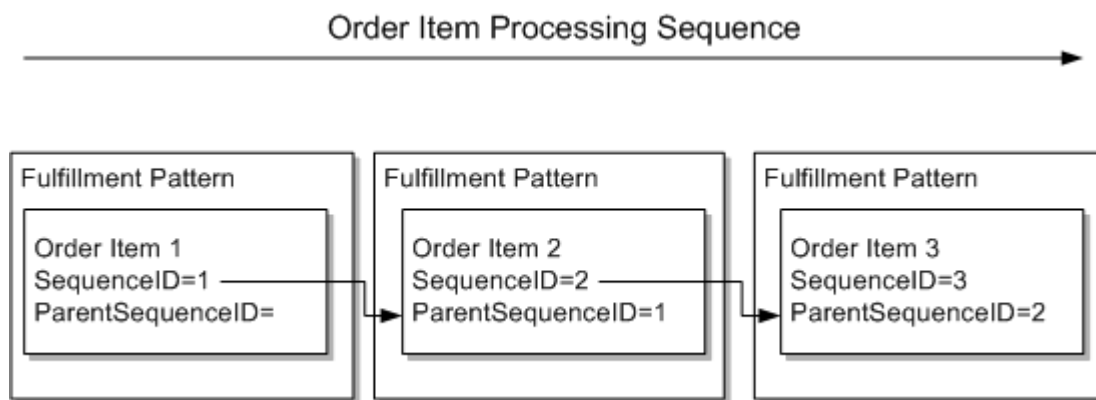 Order Item Processing Sequence
Fulfillment Pattern
Order Item 1
SequenceID=1
ParentSequenceID=
Fulfillment Pattern
Order Item 2
SequenceID=2
ParentSequenceID=1
Fulfillment Pattern
Order Item 3
SequenceID=3
ParentSequenceID=2